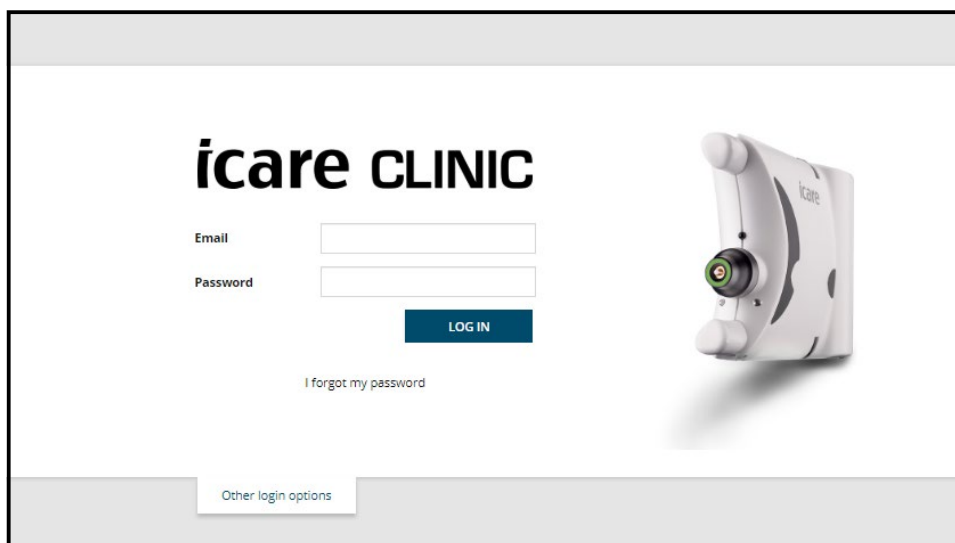 icare CLINIC
icare
Email
Password
LOG IN
I forgot my password
Other login options